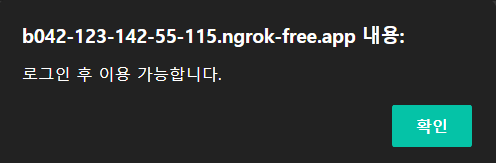 b042-123-142-55-115.ngrok-free.app 내용:
로그인 후 이용 가능합니다.
확인